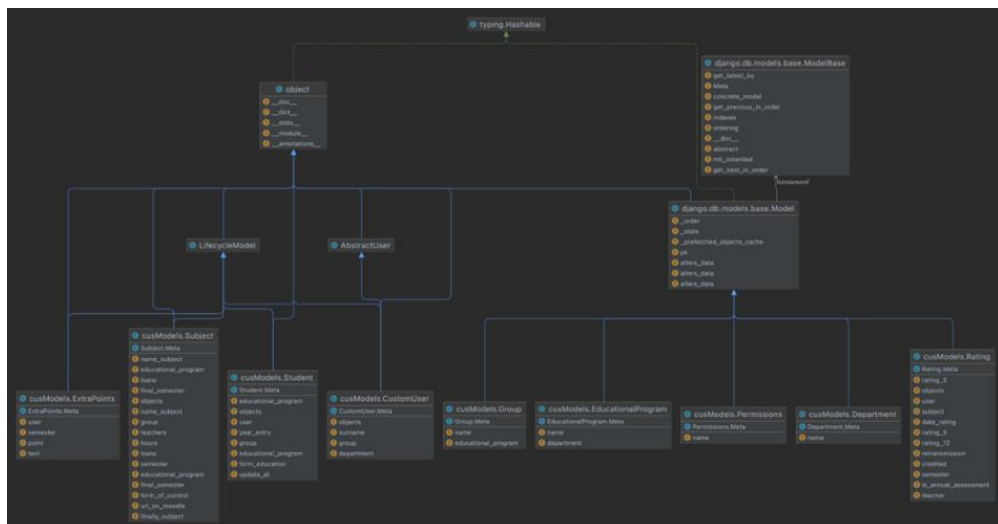 typing.Hashable
django.db.models.base.ModelBase
get_latest_by
Meta
concrete_model
get_previous_in_order
indexes
ordering
__doc__
abstract
mti_inherited
get_next_in_order
object
__doc__
__dict__
__slots__
__module__
__annotations__
django.db.models.base.Model
_order
_state
_prefetched_objects_cache
pk
alters_data
alters_data
alters_data
LifecycleModel
AbstractUser
cusModels.Subject
Subject.Meta
name_subject
educational_program
loans
final_semester
objects
name_subject
group
teachers
hours
loans
semester
educational_program
final_semester
form_of_control
url_on_moodle
finally_subject
cusModels.ExtraPoints
ExtraPoints.Meta
user
semester
point
text
cusModels.Student
Student.Meta
educational_program
objects
user
year_entry
group
educational_program
form_education
update_at
cusModels.CustomUser
CustomUser.Meta
objects
surname
group
department
cusModels.Group
Group.Meta
name
educational_program
cusModels.EducationalProgram
EducationalProgram.Meta
name
department
cusModels.Permissions
Permissions.Meta
name
cusModels.Department
Department.Meta
name
cusModels.Rating
Rating.Meta
rating_5
objects
user
subject
date_rating
rating_5
rating_12
retransmission
credited
semester
is_annual_assessment
teacher